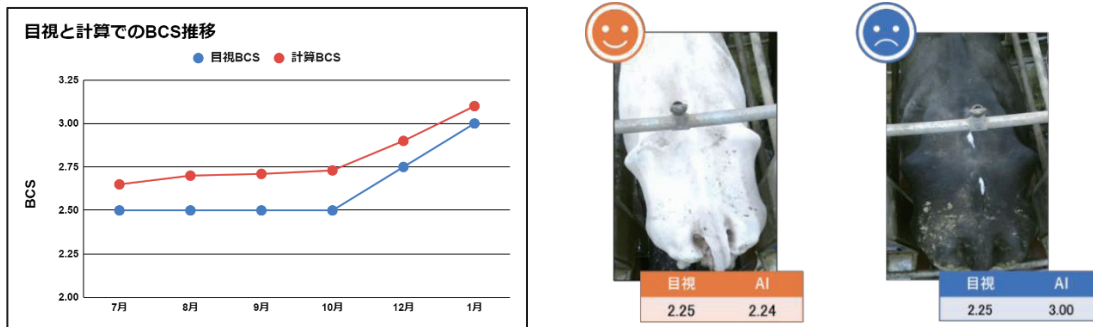 目視と計算でのBCS推移
目視BCS 計算BCS
BCS
3.25
3.00
2.75
2.50
2.25
2.00
7月 8月 9月 10月 12月 1月
目視 AI
2.25 2.24
目視 AI
2.25 3.00